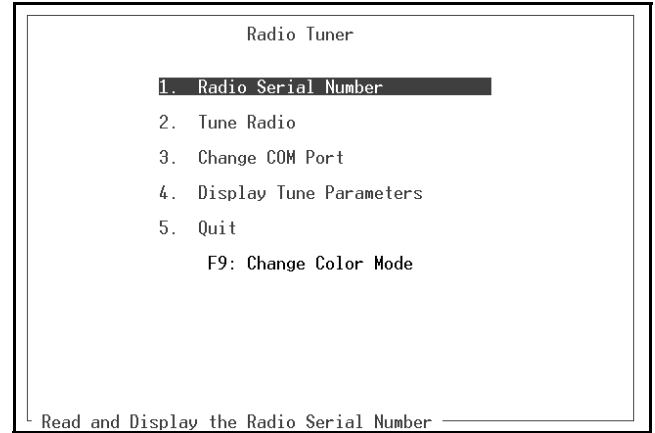 Radio Tuner
1. Radio Serial Number
2. Tune Radio
3. Change COM Port
4. Display Tune Parameters
5. Quit
F9: Change Color Mode
Read and Display the Radio Serial Number